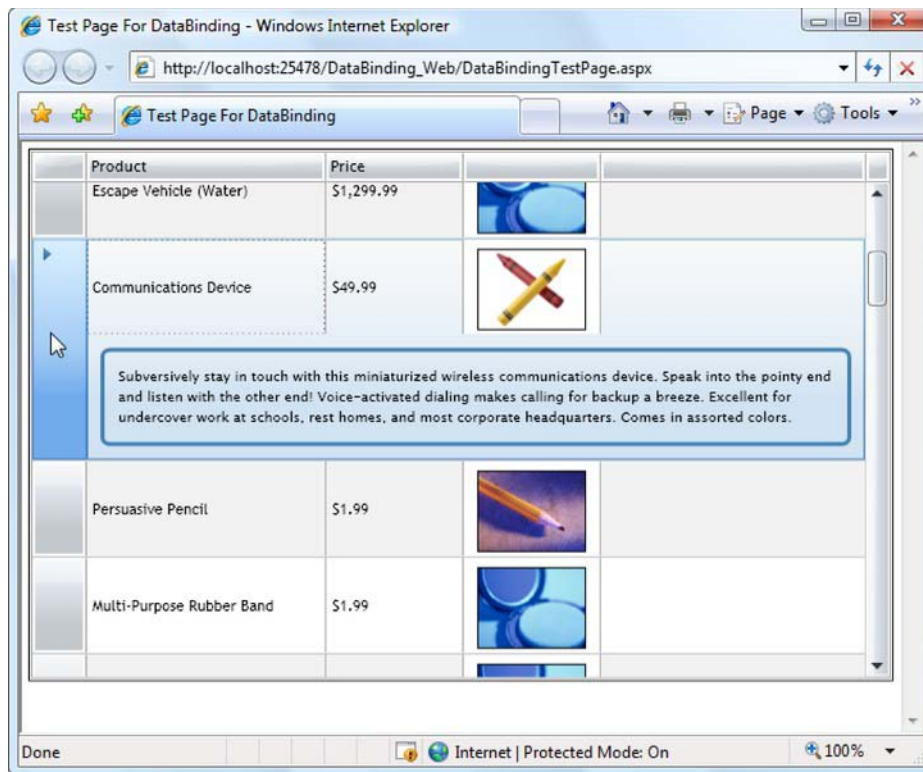 Test Page For DataBinding - Windows Internet Explorer
http://localhost:25478/DataBinding_Web/DataBindingTestPage.aspx
Test Page For DataBinding
Page
Tools
Product Price
Escape Vehicle (Water) $1,299.99
Communications Device $49.99
Subversively stay in touch with this miniaturized wireless communications device. Speak into the pointy end
and listen with the other end! Voice-activated dialing makes calling for backup a breeze. Excellent for
undercover work at schools, rest homes, and most corporate headquarters. Comes in assorted colors.
Persuasive Pencil $1.99
Multi-Purpose Rubber Band $1.99
Done Internet | Protected Mode: On 100%